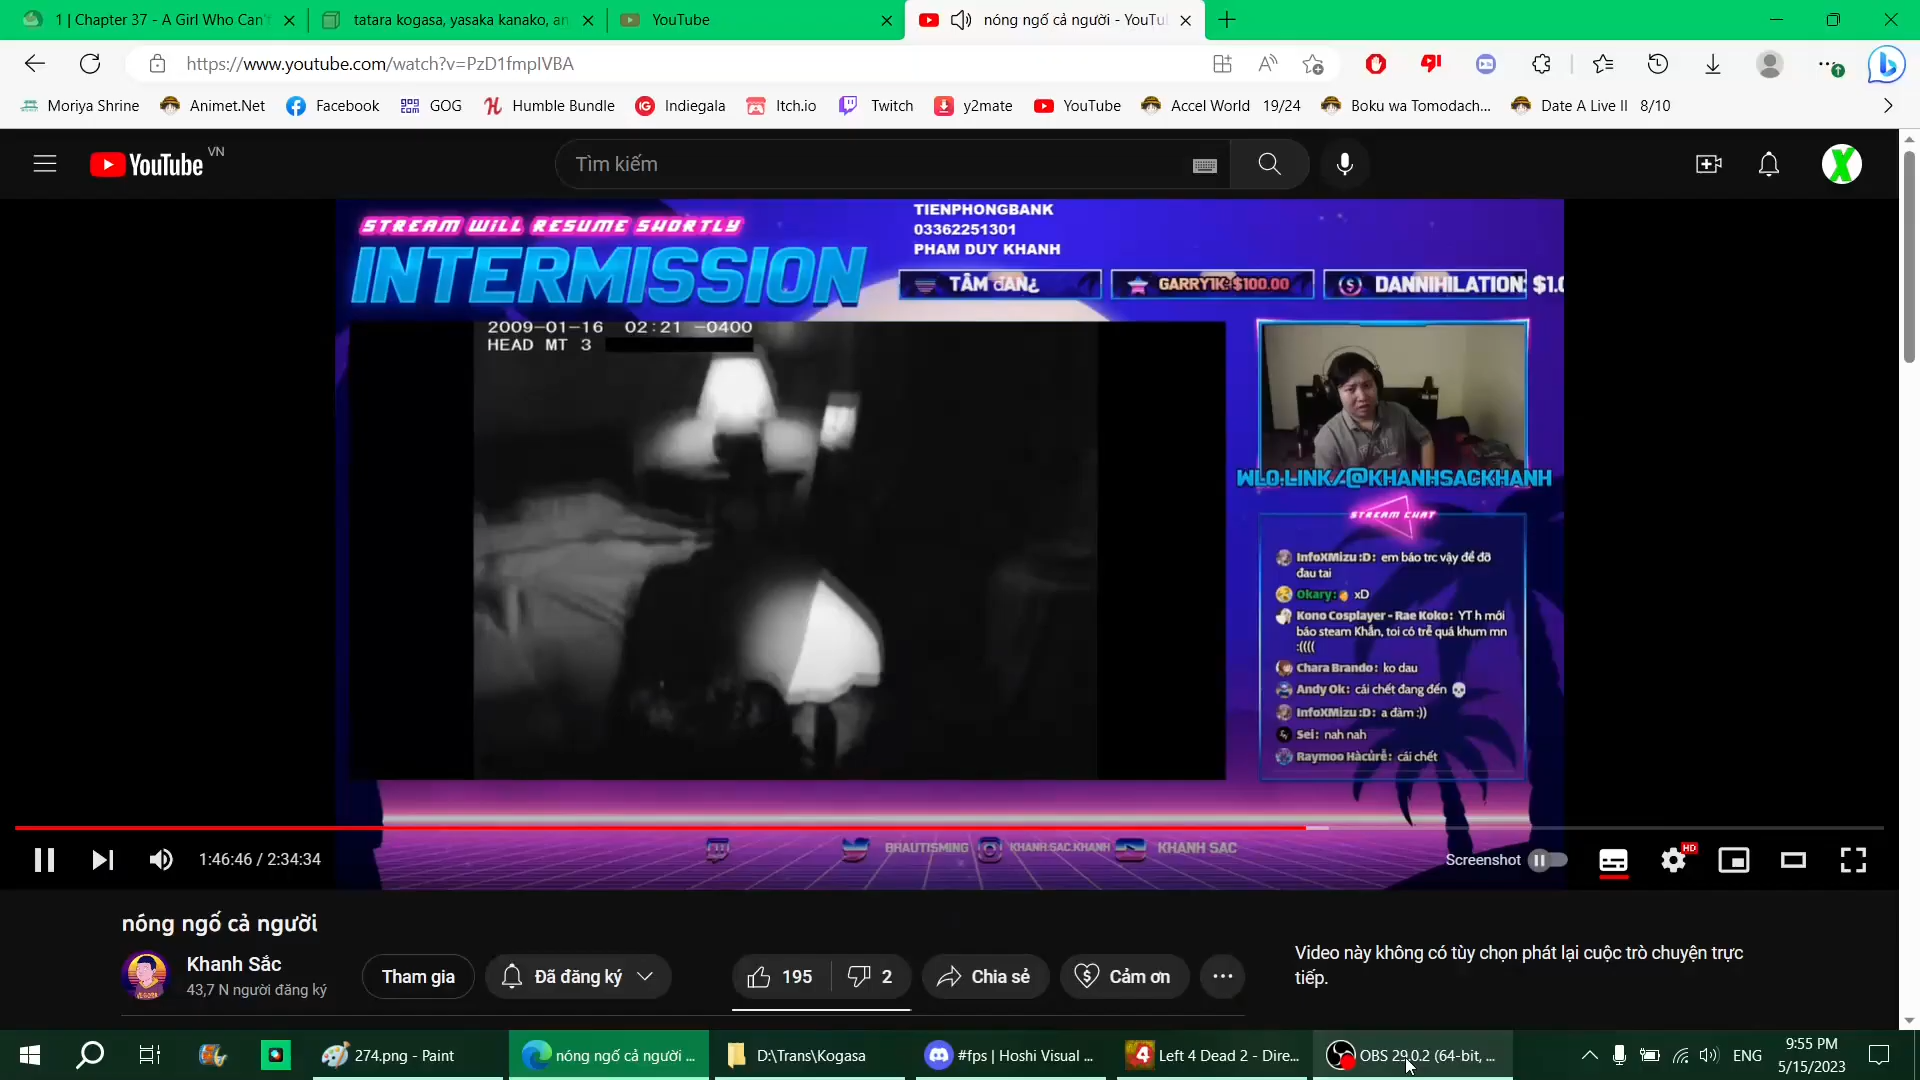 1 | Chapter 37 - A Girl Who Can'
tatara kogasa, yasaka kanako, an
YouTube
nóng ngố cả người - YouTu
https://www.youtube.com/watch?v=PzD1fmpIVBA
Moriya Shrine
Animet.Net
Facebook
GOG
Humble Bundle
Indiegala
Itch.io
Twitch
y2mate
YouTube
Accel World 19/24
Boku wa Tomodach...
Date A Live II 8/10
YouTube VN
Tìm kiếm
STREAM WILL RESUME SHORTLY
INTERMISSION
TIENPHONGBANK
03362251301
PHAM DUY KHANH
GARRY1K: $100.00
DANNIHILATION: $1.0
2009-01-16 02:21 -0400
HEAD MT 3
WLO.LINK/@KHANHSACKHANH
STREAM CHAT
InfoXMizu :D: em báo trc vậy để đỡ
đau tai
Okary: xD
Kono Cosplayer - Rae Koko: YT h mới
báo steam Khắn, toi có trễ quá khum mn
:((((
Chara Brando: ko dau
Andy Ok: cái chết đang đến
InfoXMizu :D: a đàm :))
Sei: nah nah
Raymoo Hàcủrê: cái chết
BHAUTISMING
KHANH.SAC.KHANH
KHANH SAC
1:46:46 / 2:34:34
Screenshot
HD
nóng ngố cả người
Khanh Sắc
43,7 N người đăng ký
Tham gia
Đã đăng ký
195
2
Chia sẻ
Cảm ơn
Video này không có tùy chọn phát lại cuộc trò chuyện trực
tiếp.
274.png - Paint
nóng ngố cả người ...
D:\Trans\Kogasa
#fps | Hoshi Visual ...
Left 4 Dead 2 - Dire...
OBS 29.0.2 (64-bit, ...
ENG
9:55 PM
5/15/2023